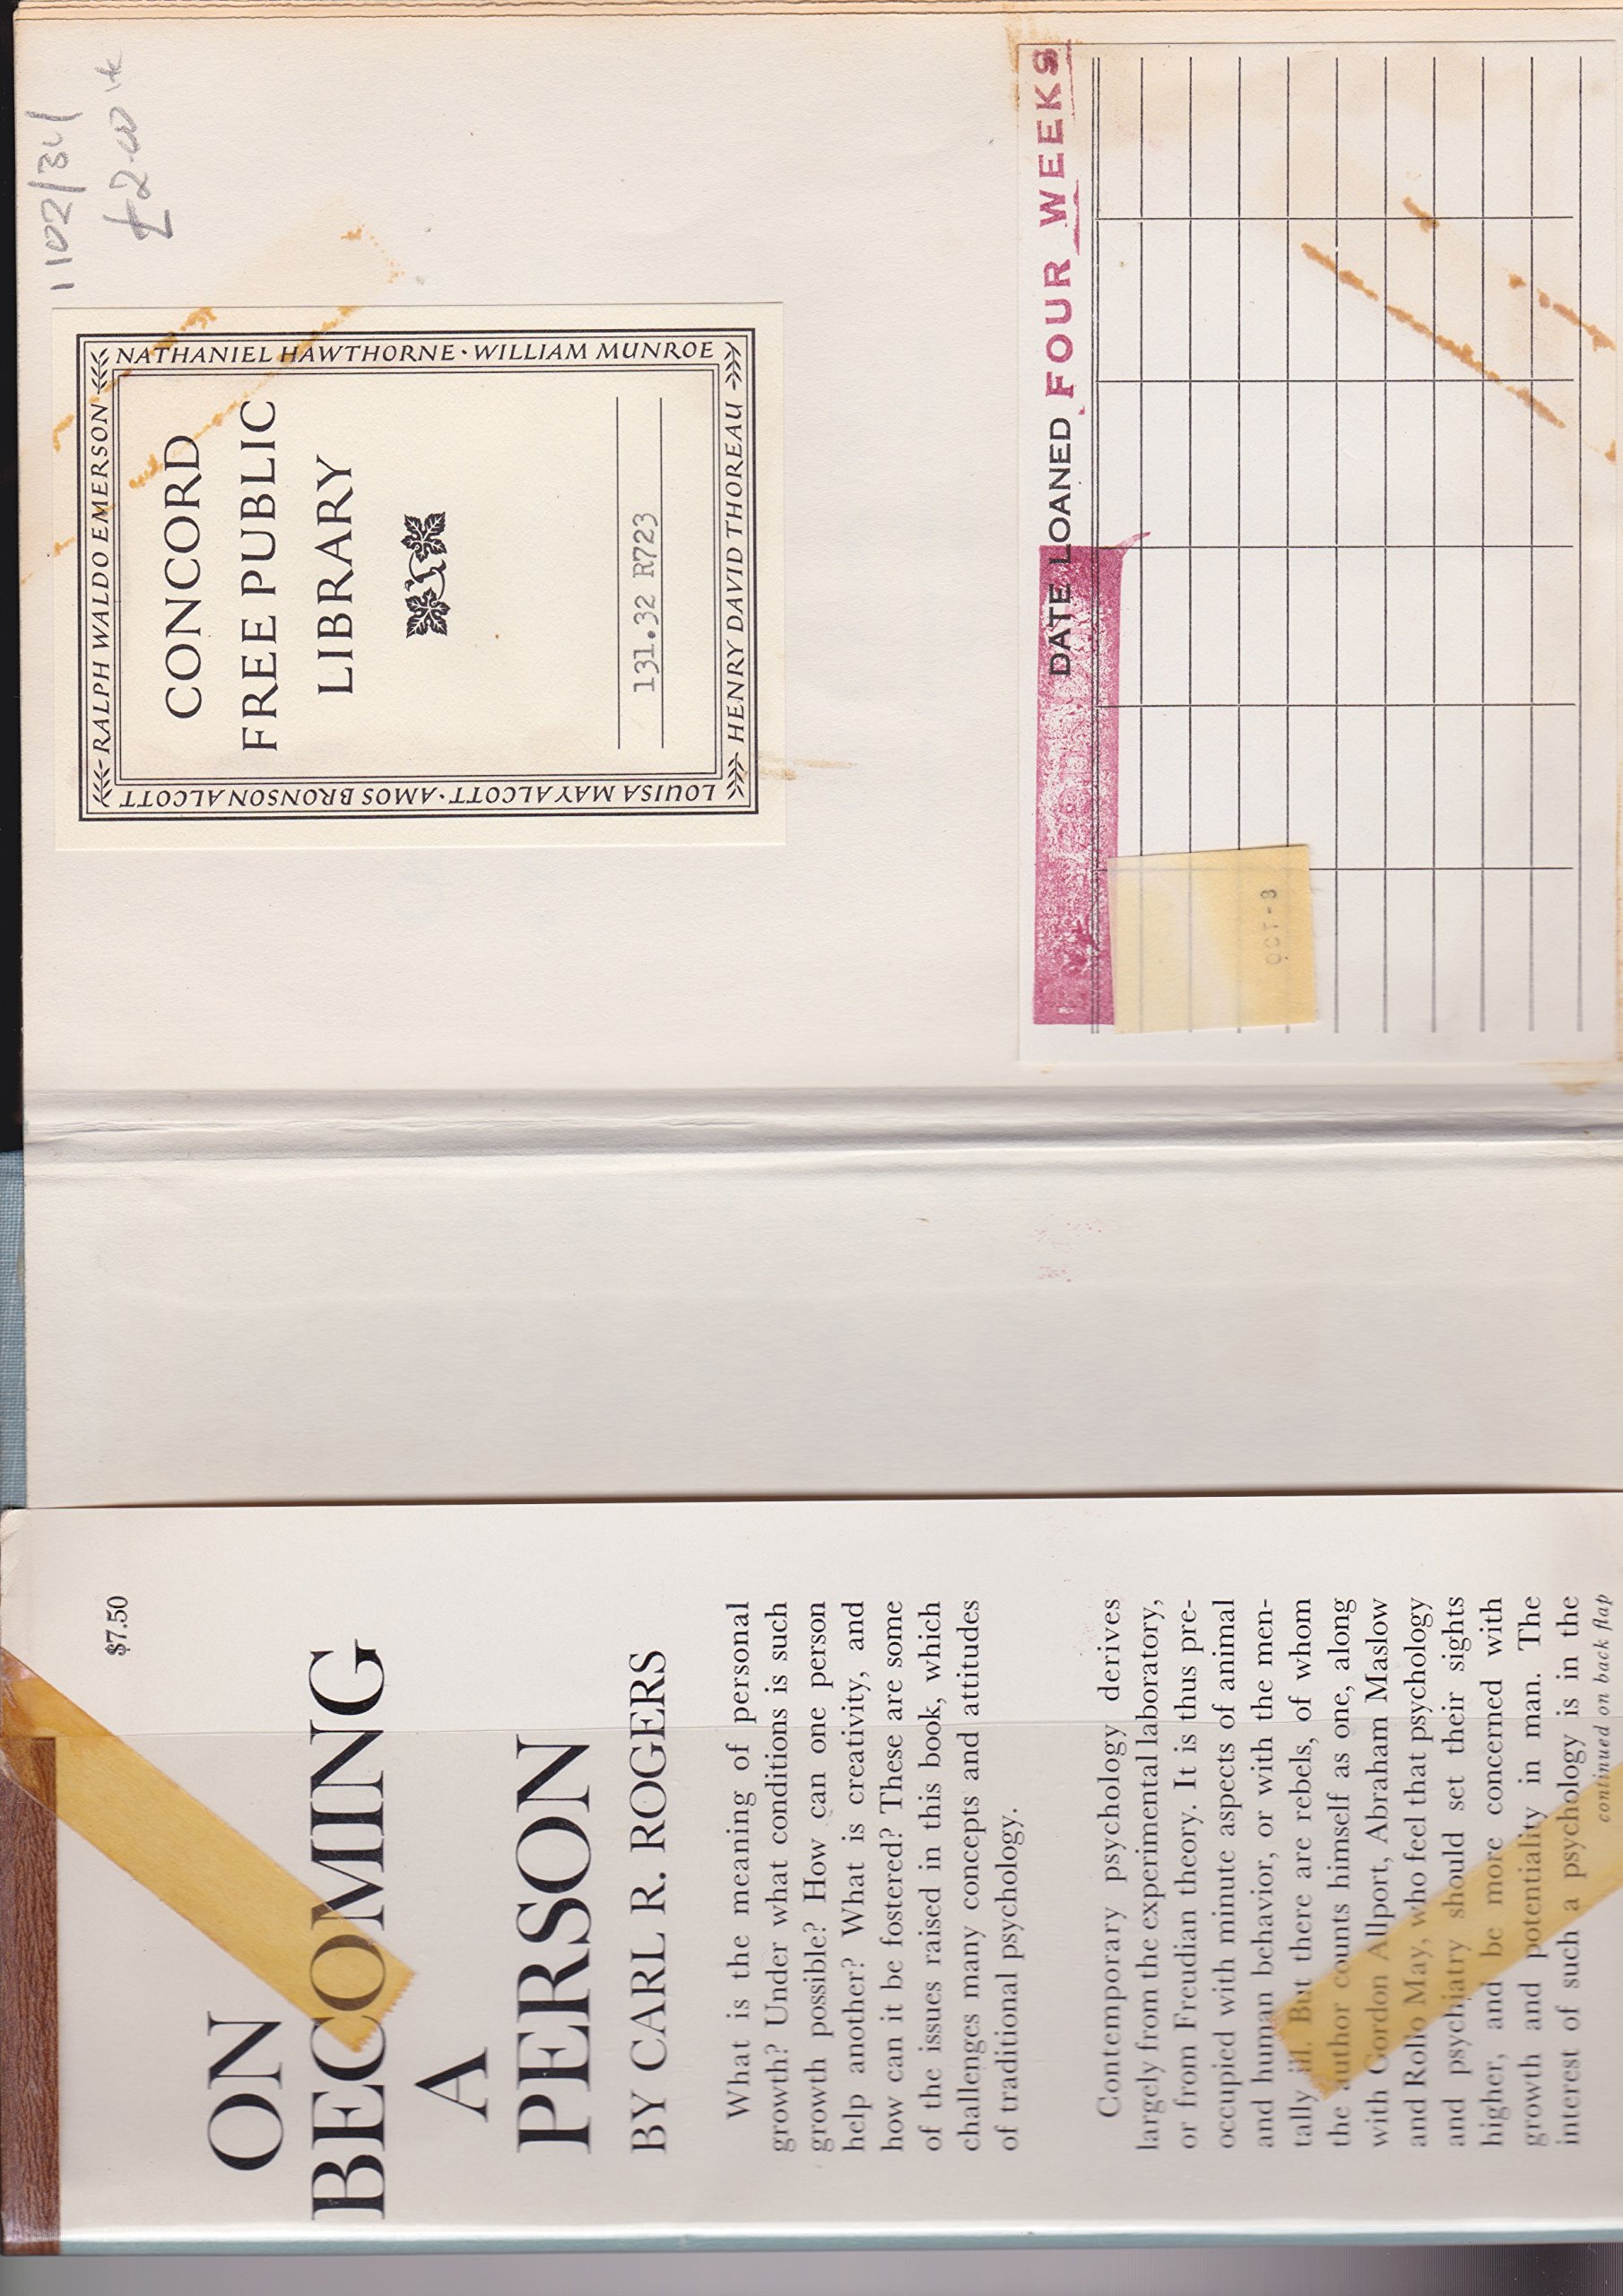 $7.50
ON
BECOMING
A
PERSON
BY CARL R. ROGERS
What is the meaning of personal
growth? Under what conditions is such
growth possible? How can one person
help another? What is creativity, and
how can it be fostered? These are some
of the issues raised in this book, which
challenges many concepts and attitudes
of traditional psychology.
Contemporary psychology derives
largely from the experimental laboratory,
or from Freudian theory. It is thus pre-
occupied with minute aspects of animal
and human behavior, or with the men-
tally ill. But there are rebels, of whom
the author counts himself as one, along
with Gordon Allport, Abraham Maslow
and Rollo May, who feel that psychology
and psychiatry should set their sights
higher, and be more concerned with
growth and potentiality in man. The
interest of such a psychology is in the
continued on back flap
£2.00
RALPH WALDO EMERSON
NATHANIEL HAWTHORNE · WILLIAM MUNROE
LOUISA MAY ALCOTT · AMOS BRONSON ALCOTT
HENRY DAVID THOREAU
CONCORD
FREE PUBLIC
LIBRARY
131.32 R723
DATE LOANED FOUR WEEKS
OCT -8